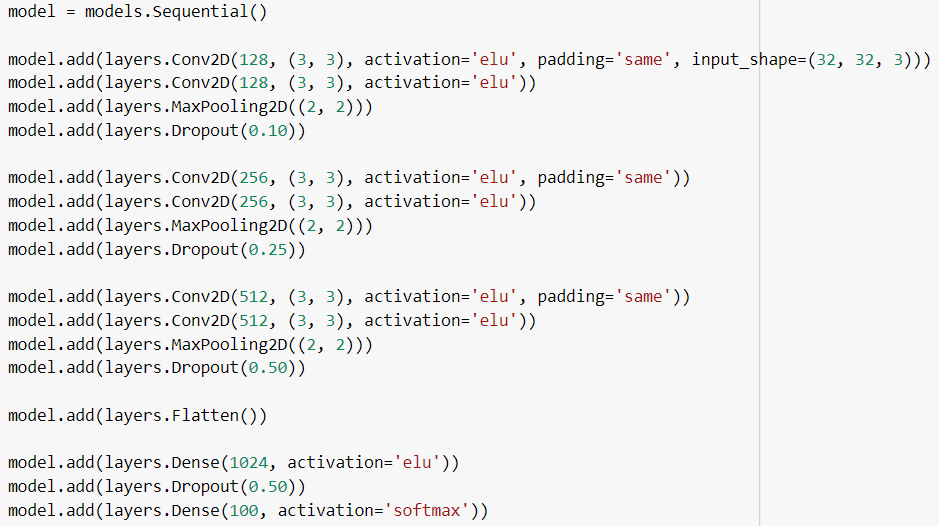 model = models.Sequential()
model.add(layers.Conv2D(128, (3, 3), activation='elu', padding='same', input_shape=(32, 32, 3)))
model.add(layers.Conv2D(128, (3, 3), activation='elu'))
model.add(layers.MaxPooling2D((2, 2)))
model.add(layers.Dropout(0.10))
model.add(layers.Conv2D(256, (3, 3), activation='elu', padding='same'))
model.add(layers.Conv2D(256, (3, 3), activation='elu'))
model.add(layers.MaxPooling2D((2, 2)))
model.add(layers.Dropout(0.25))
model.add(layers.Conv2D(512, (3, 3), activation='elu', padding='same'))
model.add(layers.Conv2D(512, (3, 3), activation='elu'))
model.add(layers.MaxPooling2D((2, 2)))
model.add(layers.Dropout(0.50))
model.add(layers.Flatten())
model.add(layers.Dense(1024, activation='elu'))
model.add(layers.Dropout(0.50))
model.add(layers.Dense(100, activation='softmax'))